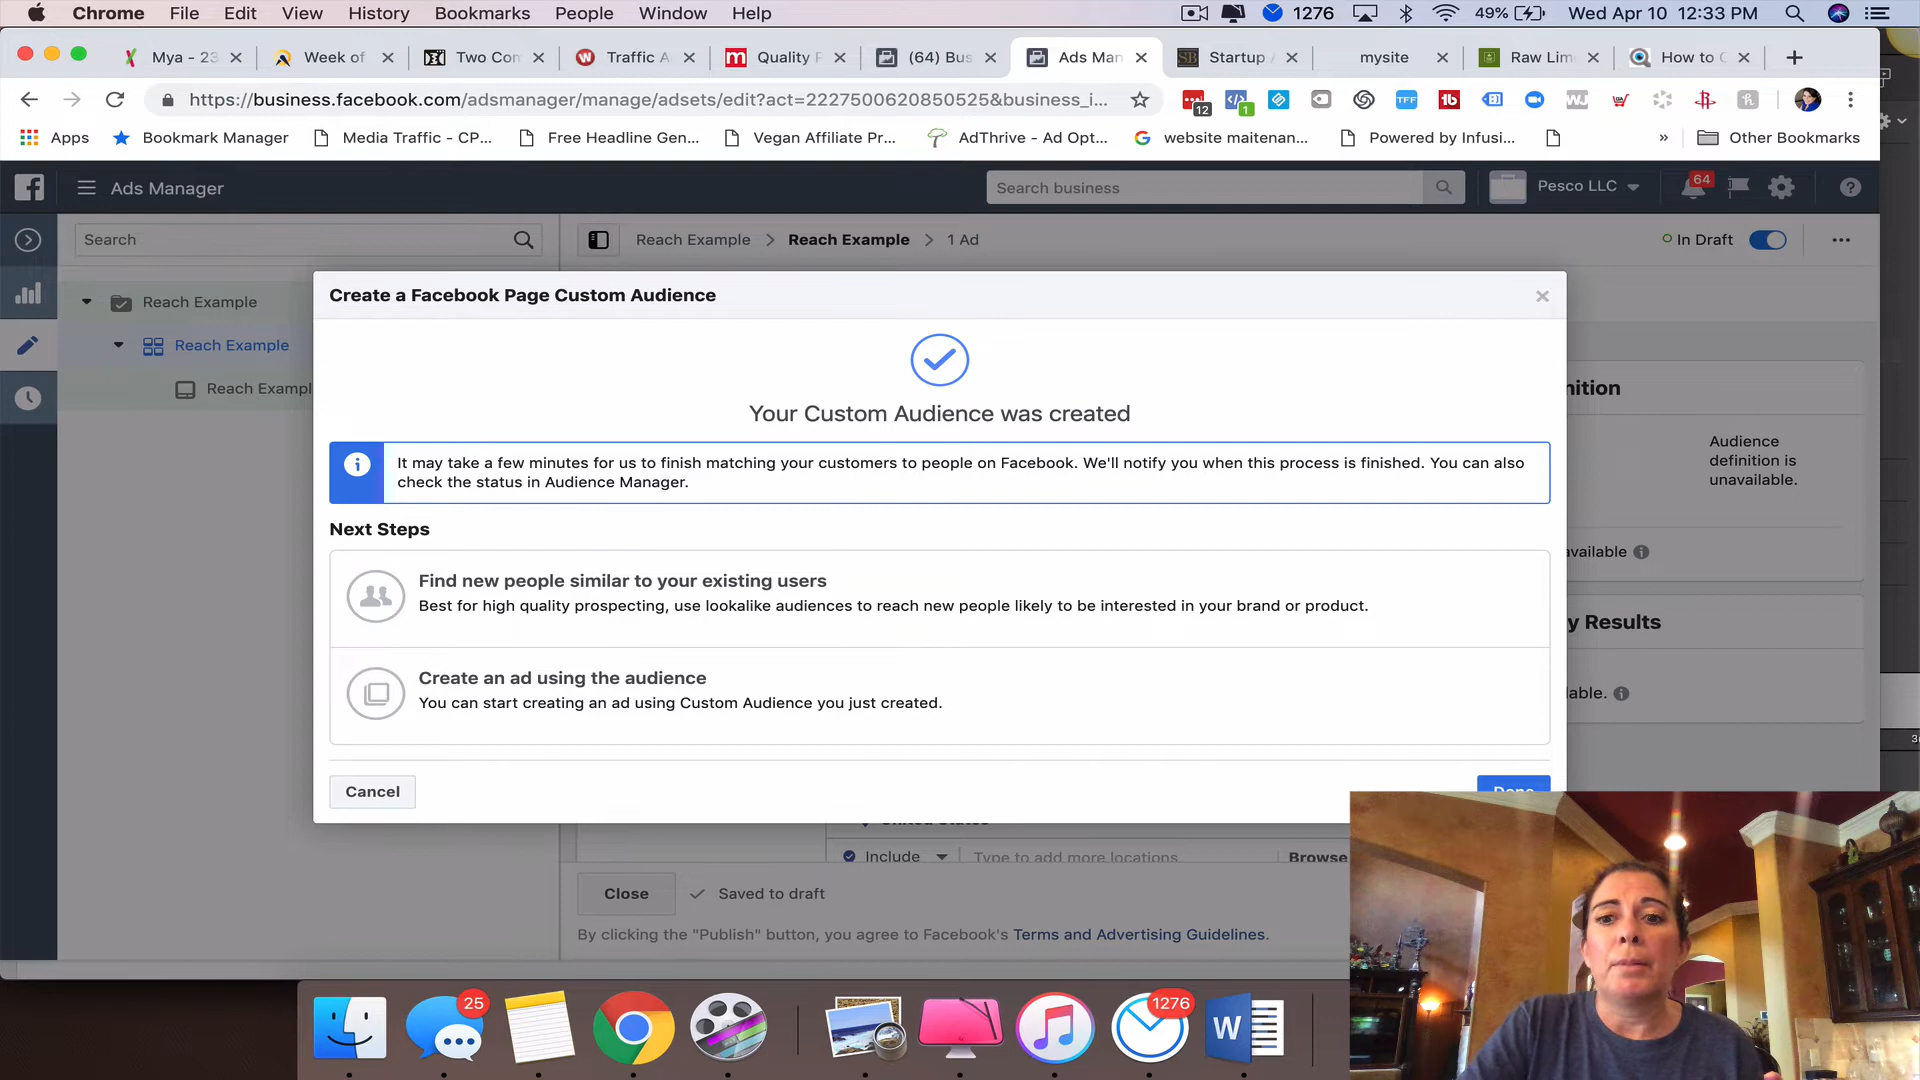 Chrome File Edit View History Bookmarks People Window Help 1276 49% Wed Apr 10 12:33 PM
Mya - 23 Week of Two Con Traffic A Quality (64) Bus Ads Man Startup mysite Raw Lim How to
https://business.facebook.com/adsmanager/manage/adsets/edit?act=2227500620850525&business_i...
12 1 TFF
Apps Bookmark Manager Media Traffic - CP... Free Headline Gen... Vegan Affiliate Pr... AdThrive - Ad Opt... website maitenan... Powered by Infusi... » Other Bookmarks
Ads Manager Search business Pesco LLC 64
Search Reach Example > Reach Example > 1 Ad In Draft
Create a Facebook Page Custom Audience
Reach Example
Reach Example
Reach Exampl
Your Custom Audience was created
It may take a few minutes for us to finish matching your customers to people on Facebook. We'll notify you when this process is finished. You can also
check the status in Audience Manager.
Next Steps
Find new people similar to your existing users
Best for high quality prospecting, use lookalike audiences to reach new people likely to be interested in your brand or product.
Create an ad using the audience
You can start creating an ad using Custom Audience you just created.
Cancel Done
nition
Audience
definition is
unavailable.
available
y Results
lable.
United States
Include Type to add more locations Browse
Close Saved to draft
By clicking the "Publish" button, you agree to Facebook's Terms and Advertising Guidelines.
25 1276
W